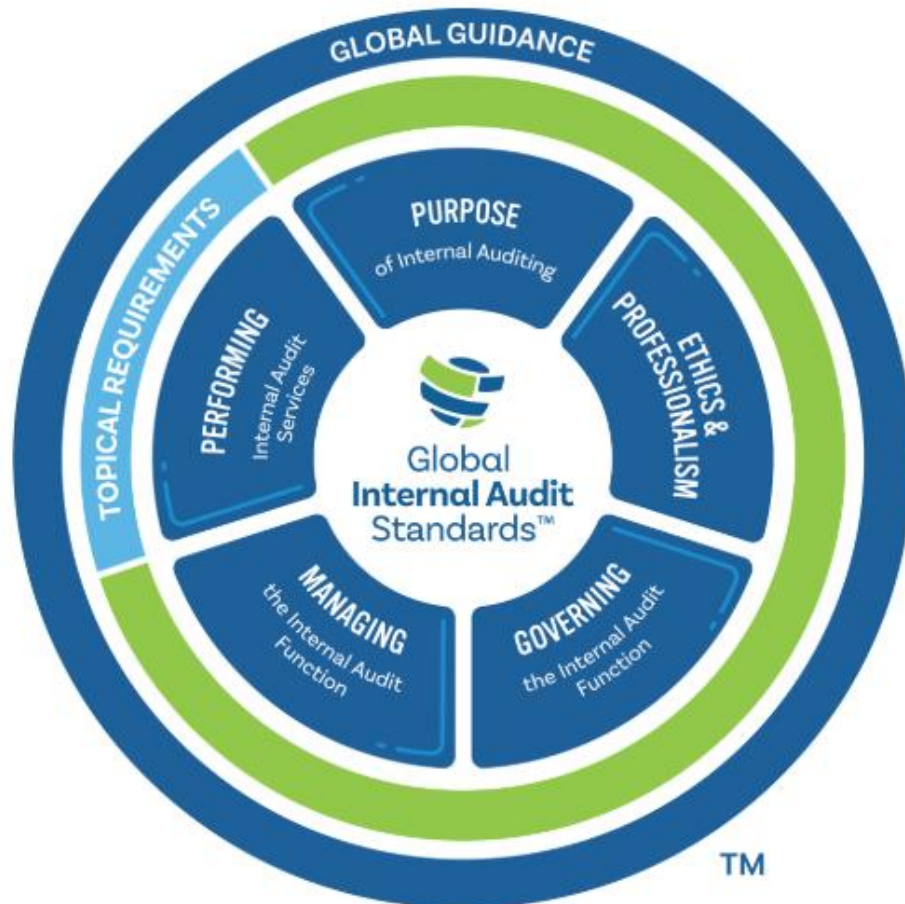 GLOBAL GUIDANCE
TOPICAL REQUIREMENTS
PURPOSE
of Internal Auditing
ETHICS &
PROFESSIONALISM
GOVERNING
the Internal Audit
Function
MANAGING
the Internal Audit
Function
PERFORMING
Internal Audit
Services
Global
Internal Audit
Standards™
TM